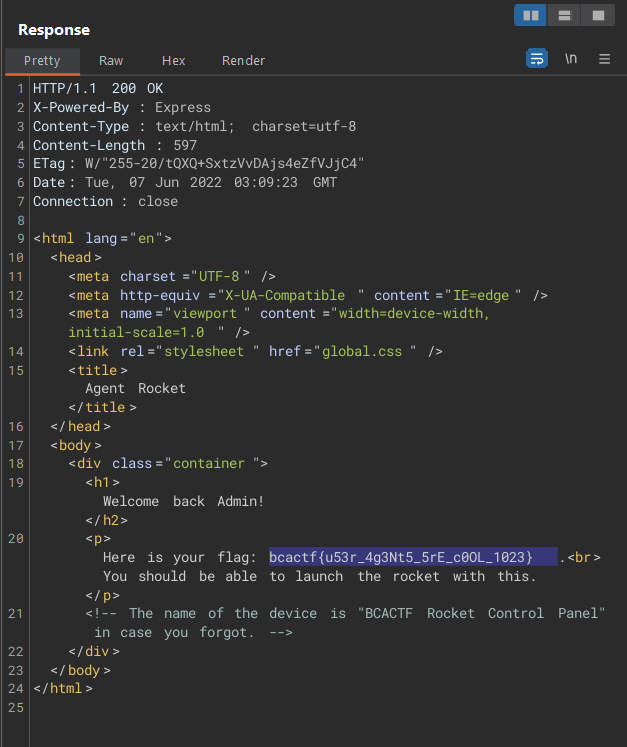 Response
Pretty Raw Hex Render \n
1 HTTP/1.1 200 OK
2 X-Powered-By : Express
3 Content-Type : text/html; charset=utf-8
4 Content-Length : 597
5 ETag : W/"255-20/tQXQ+SxtzVvDAjs4eZfVJjC4"
6 Date : Tue, 07 Jun 2022 03:09:23 GMT
7 Connection : close
8
9 <html lang ="en">
10 <head >
11 <meta charset ="UTF-8 " />
12 <meta http-equiv ="X-UA-Compatible " content ="IE=edge " />
13 <meta name ="viewport " content ="width=device-width,
initial-scale=1.0 " />
14 <link rel ="stylesheet " href ="global.css " />
15 <title >
Agent Rocket
</title >
16 </head >
17 <body >
18 <div class ="container ">
19 <h1 >
Welcome back Admin!
</h2 >
20 <p >
Here is your flag: bcactf{u53r_4g3Nt5_5rE_c0OL_1023} .<br >
You should be able to launch the rocket with this.
</p >
21 <!-- The name of the device is "BCACTF Rocket Control Panel"
in case you forgot. -->
22 </div >
23 </body >
24 </html >
25